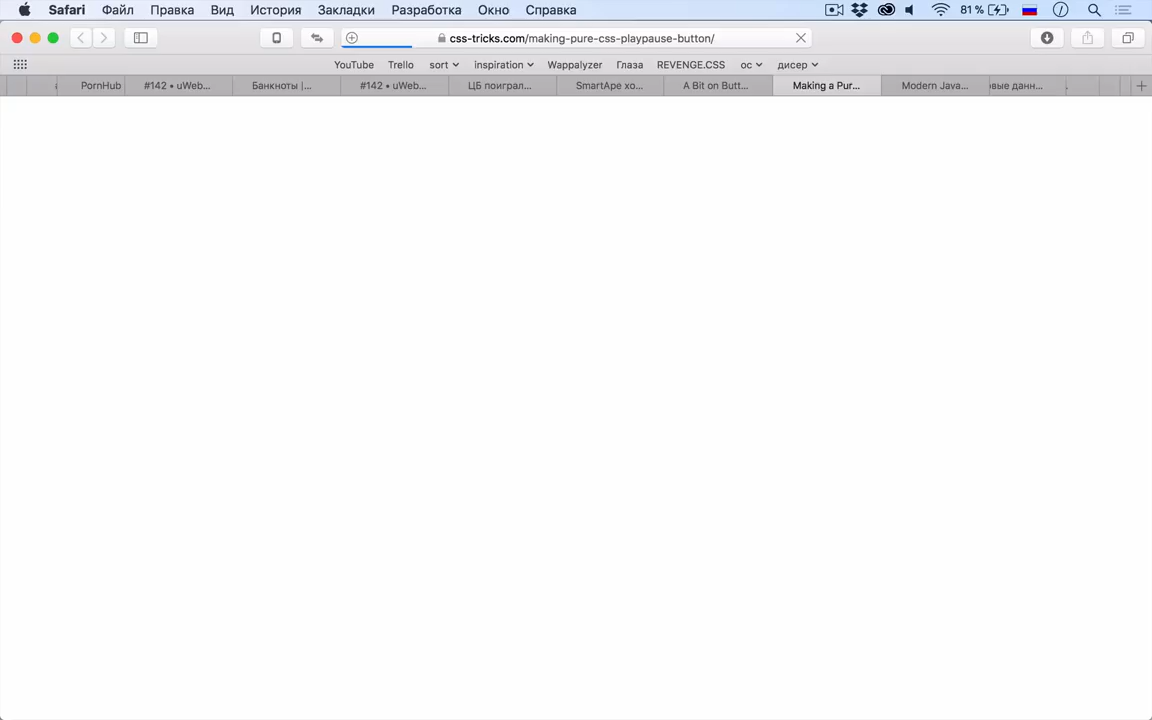 Safari Файл Правка Вид История Закладки Разработка Окно Справка 81 %
css-tricks.com/making-pure-css-playpause-button/
YouTube Trello sort inspiration Wappalyzer Глаза REVENGE.CSS ос дисер
PornHub #142 • uWeb... Банкноты |... #142 • uWeb... ЦБ поиграл... SmartApe хо... A Bit on Butt... Making a Pur... Modern Java... овые данн...